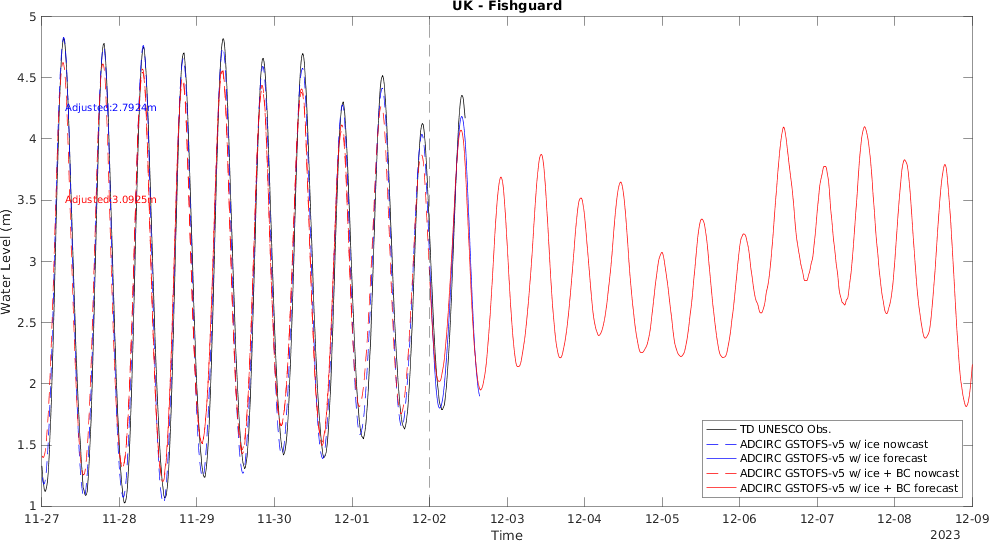 UK - Fishguard
5
4.5
4
3.5
3
2.5
2
1.5
1
Water Level (m)
Adjusted:2.7924m
Adjusted:3.0925m
TD UNESCO Obs.
ADCIRC GSTOFS-v5 w/ ice nowcast
ADCIRC GSTOFS-v5 w/ ice forecast
ADCIRC GSTOFS-v5 w/ ice + BC nowcast
ADCIRC GSTOFS-v5 w/ ice + BC forecast
11-27 11-28 11-29 11-30 12-01 12-02 12-03 12-04 12-05 12-06 12-07 12-08 12-09
Time
2023